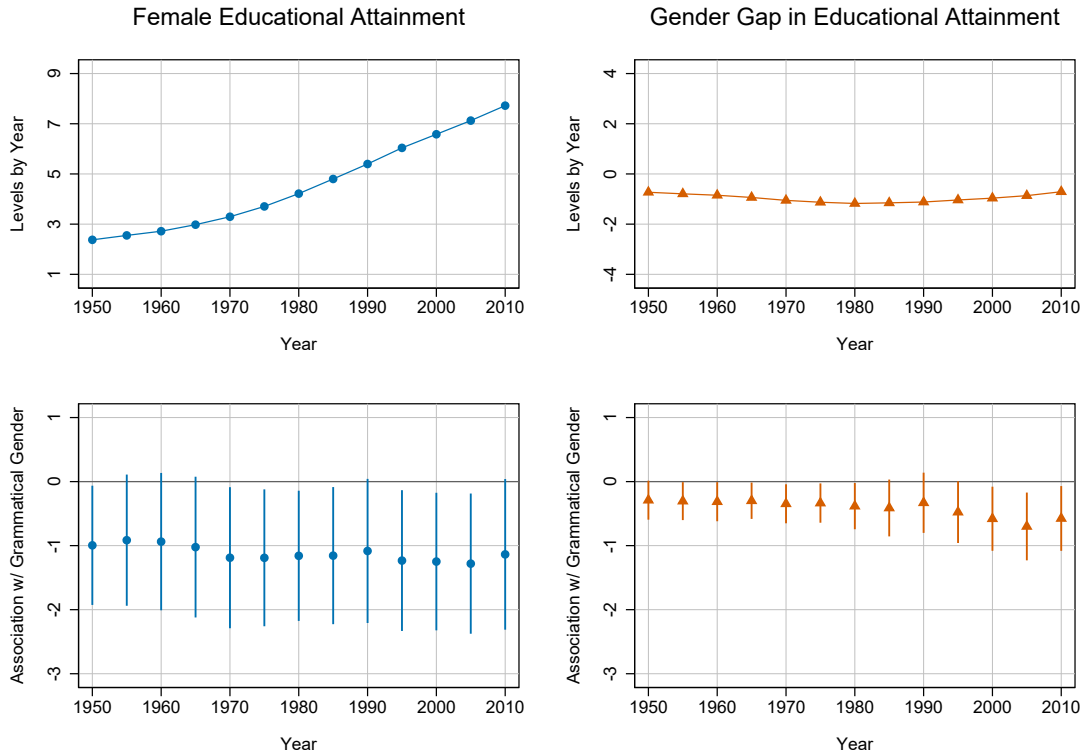 Female Educational Attainment
Levels by Year
9
7
5
3
1
1950 1960 1970 1980 1990 2000 2010
Year
Gender Gap in Educational Attainment
Levels by Year
4
2
0
-2
-4
1950 1960 1970 1980 1990 2000 2010
Year
Association w/ Grammatical Gender
1
0
-1
-2
-3
1950 1960 1970 1980 1990 2000 2010
Year
Association w/ Grammatical Gender
1
0
-1
-2
-3
1950 1960 1970 1980 1990 2000 2010
Year